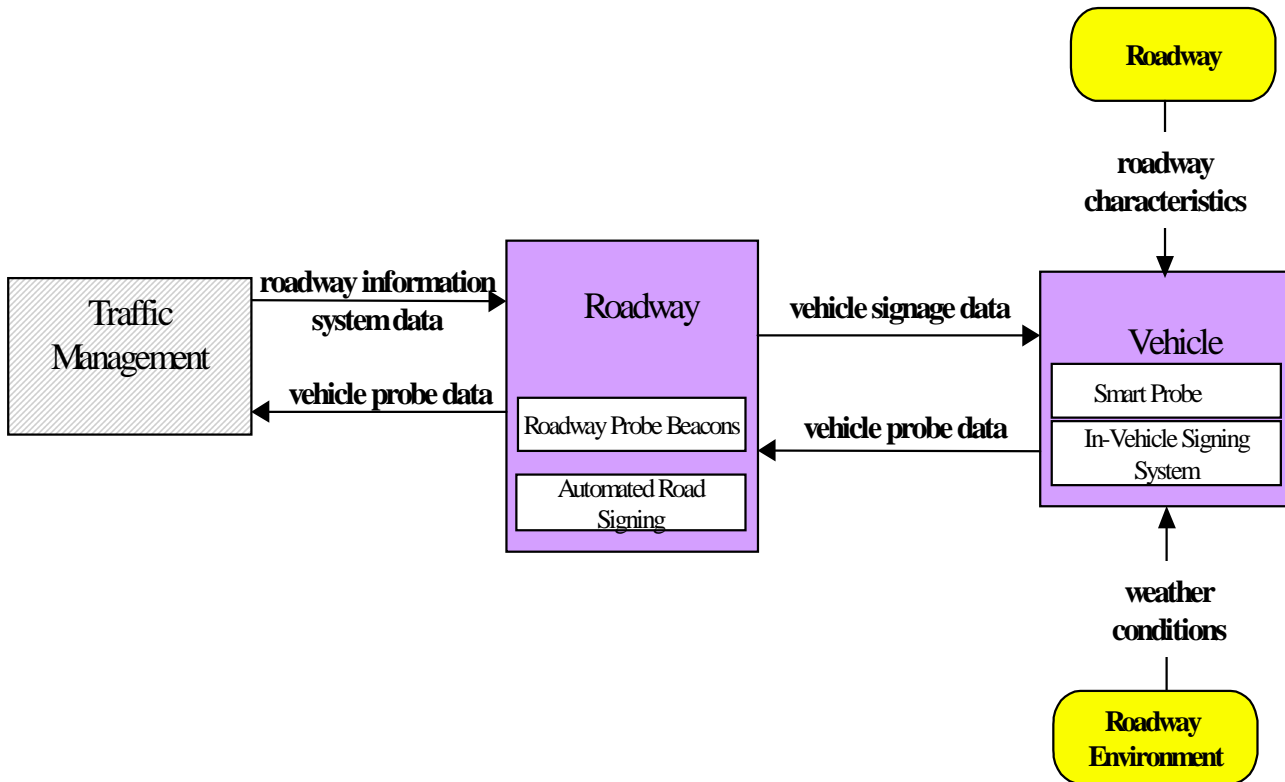 Roadway
roadway
characteristics
Traffic
Management
roadway information
system data
vehicle probe data
Roadway
Roadway Probe Beacons
Automated Road
Signing
vehicle signage data
vehicle probe data
Vehicle
Smart Probe
In-Vehicle Signing
System
weather
conditions
Roadway
Environment